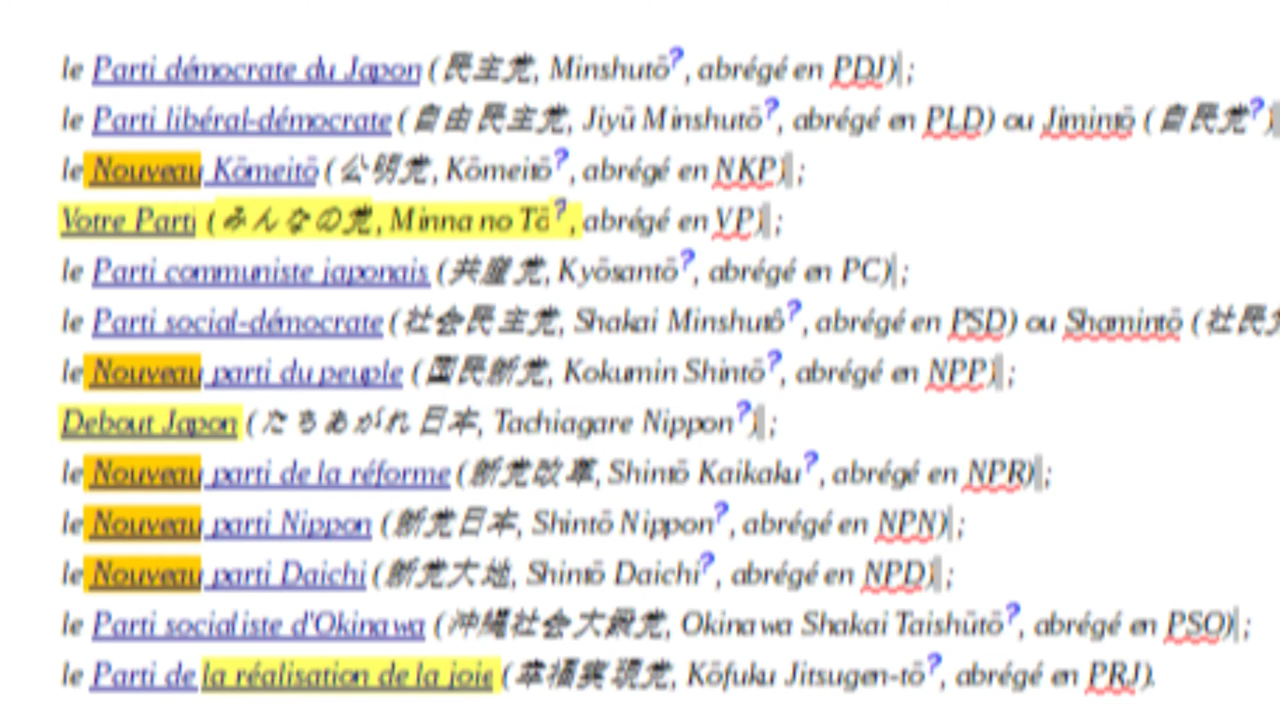 le Parti démocrate du Japon (民主党, Minshutō?, abrégé en PDJ) ;
le Parti libéral-démocrate (自由民主党, Jiyū Minshutō?, abrégé en PLD) ou Jimintō (自民党?)
le Nouveau Kōmeitō (公明党, Kōmeitō?, abrégé en NKP) ;
Votre Parti (みんなの党, Minna no Tō?, abrégé en VP) ;
le Parti communiste japonais (共産党, Kyōsantō?, abrégé en PC) ;
le Parti social-démocrate (社会民主党, Shakai Minshutō?, abrégé en PSD) ou Shamintō (社民党
le Nouveau parti du peuple (国民新党, Kokumin Shintō?, abrégé en NPP) ;
Debout Japon (たちあがれ日本, Tachiagare Nippon?) ;
le Nouveau parti de la réforme (新党改革, Shintō Kaikaku?, abrégé en NPR) ;
le Nouveau parti Nippon (新党日本, Shintō Nippon?, abrégé en NPN) ;
le Nouveau parti Daichi (新党大地, Shintō Daichi?, abrégé en NPD) ;
le Parti socialiste d'Okinawa (沖縄社会大衆党, Okinawa Shakai Taishūtō?, abrégé en PSO) ;
le Parti de la réalisation de la joie (幸福実現党, Kōfuku Jitsugen-tō?, abrégé en PRJ).